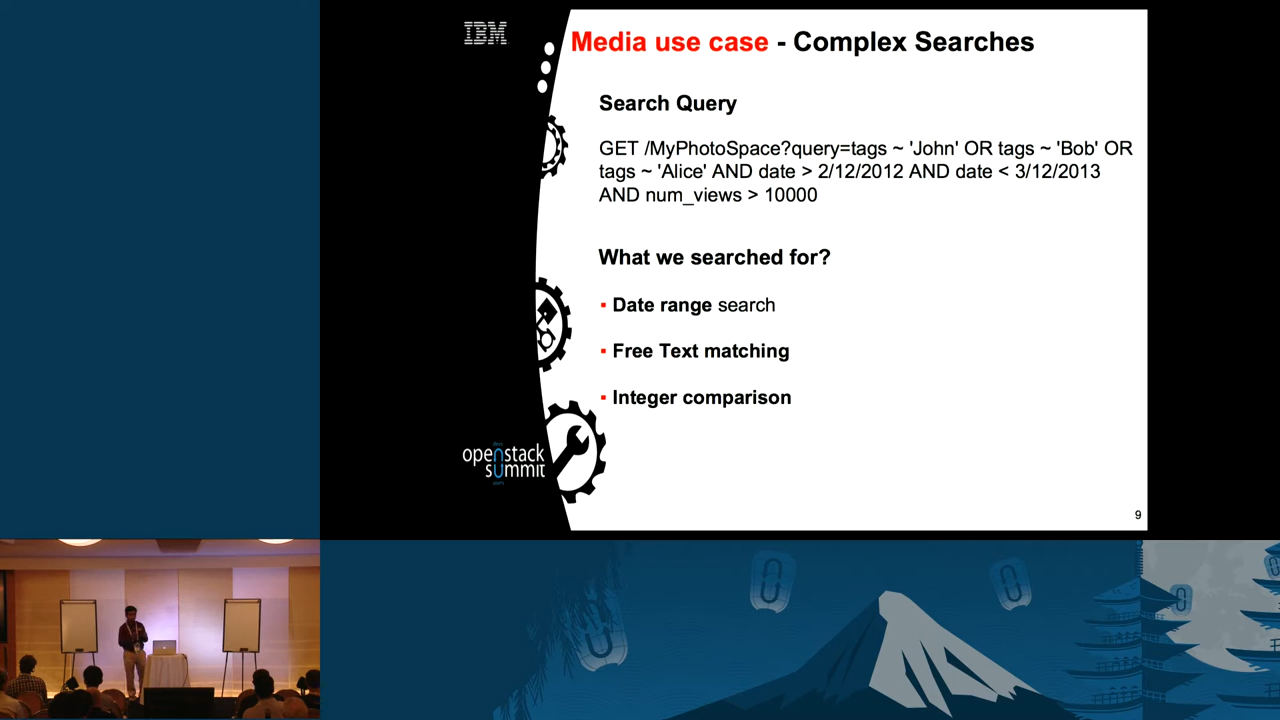 IBM
Media use case - Complex Searches
Search Query
GET /MyPhotoSpace?query=tags ~ 'John' OR tags ~ 'Bob' OR
tags ~ 'Alice' AND date > 2/12/2012 AND date < 3/12/2013
AND num_views > 10000
What we searched for?
▪ Date range search
▪ Free Text matching
▪ Integer comparison
openstack
summit
9